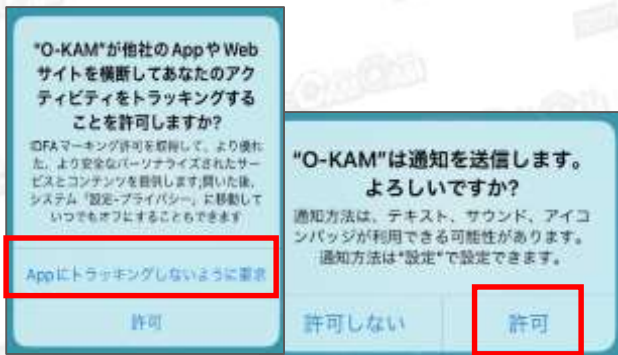 "O-KAM"が他社のAppやWeb
サイトを横断してあなたのアク
ティビティをトラッキングする
ことを許可しますか?
IDFAマーキング許可を取得して、より優れ
た、より安全なパーソナライズされたサー
ビスとコンテンツを提供します;開いた後、
システム「設定-プライバシー」に移動して
いつでもオフにすることもできます
Appにトラッキングしないように要求
許可
"O-KAM"は通知を送信します。
よろしいですか?
通知方法は、テキスト、サウンド、アイコ
ンバッジが利用できる可能性があります。
通知方法は"設定"で設定できます。
許可しない
許可